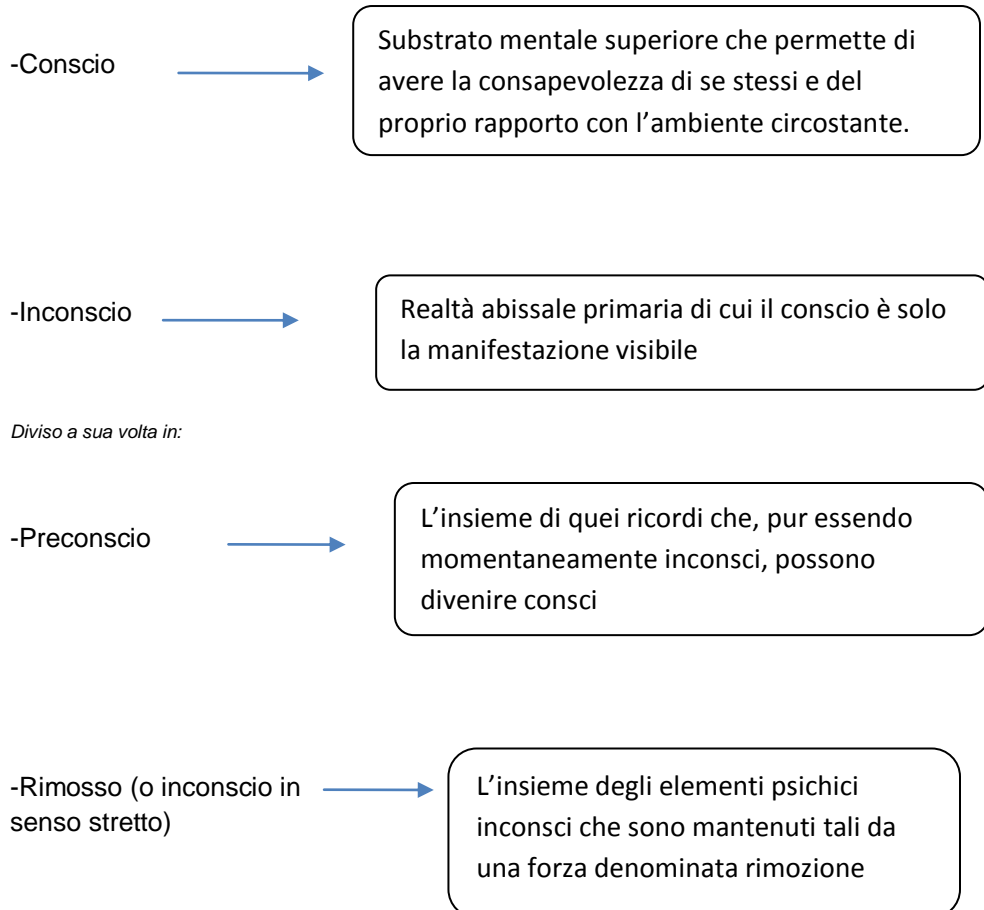 -Conscio
Substrato mentale superiore che permette di
avere la consapevolezza di se stessi e del
proprio rapporto con l’ambiente circostante.
-Inconscio
Realtà abissale primaria di cui il conscio è solo
la manifestazione visibile
Diviso a sua volta in:
-Preconscio
L’insieme di quei ricordi che, pur essendo
momentaneamente inconsci, possono
divenire consci
-Rimosso (o inconscio in
senso stretto)
L’insieme degli elementi psichici
inconsci che sono mantenuti tali da
una forza denominata rimozione